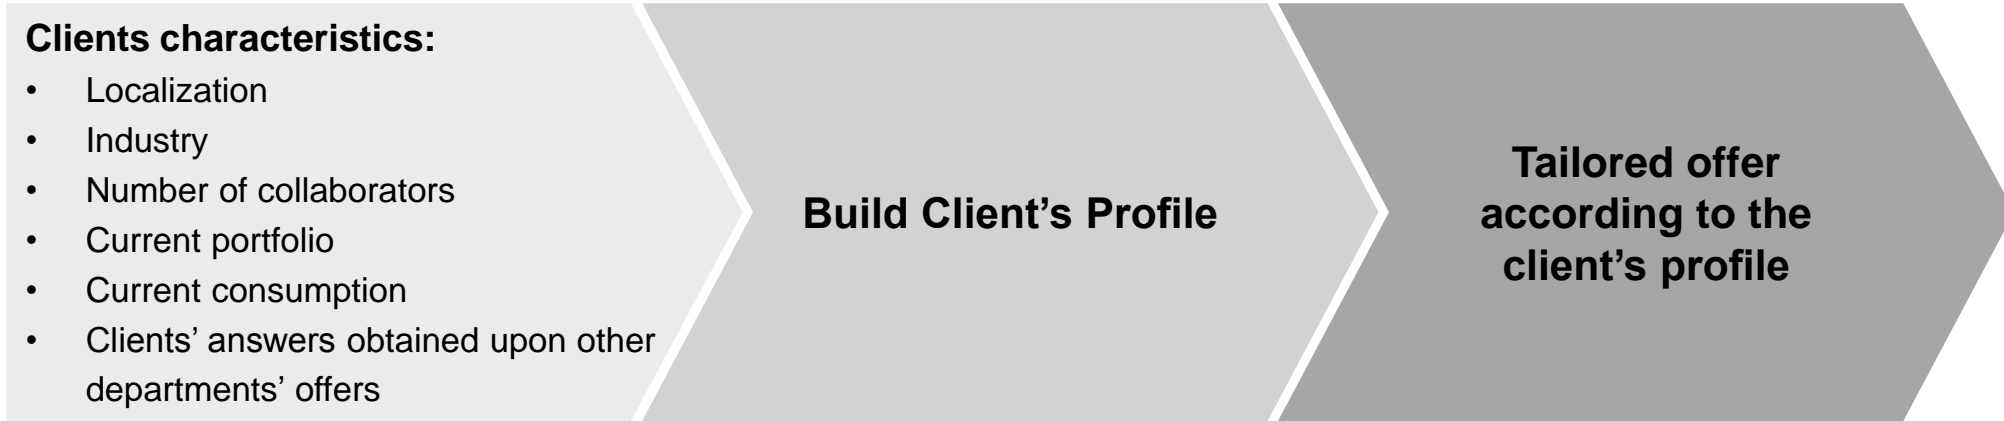 Clients characteristics:
• Localization
• Industry
• Number of collaborators
• Current portfolio
• Current consumption
• Clients’ answers obtained upon other
departments’ offers
Build Client’s Profile
Tailored offer
according to the
client’s profile